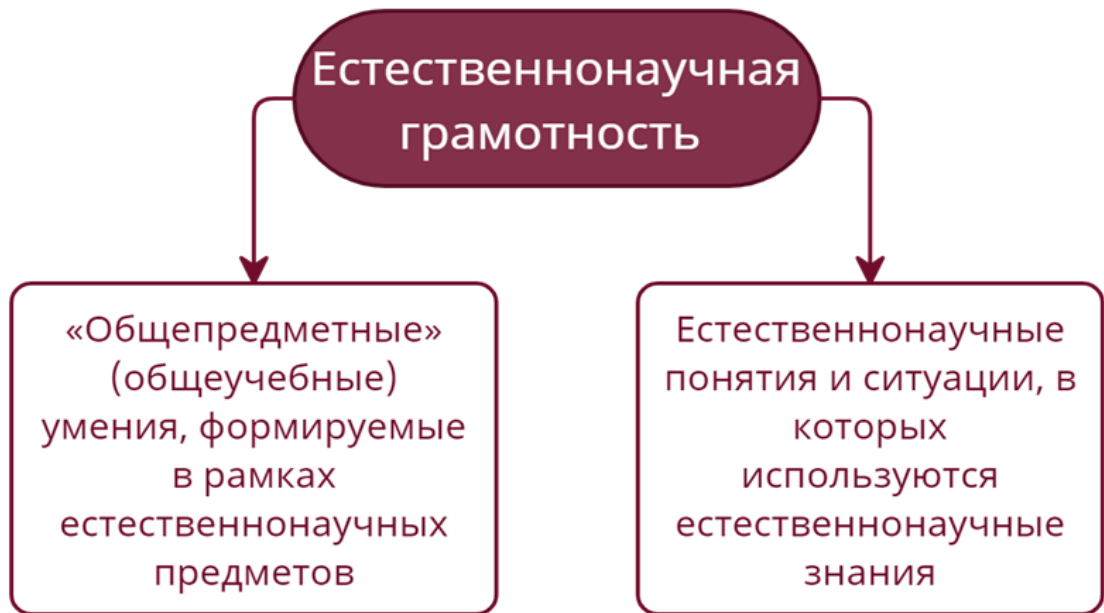 Естественнонаучная
грамотность
«Общепредметные»
(общеучебные)
умения, формируемые
в рамках
естественнонаучных
предметов
Естественнонаучные
понятия и ситуации, в
которых
используются
естественнонаучные
знания